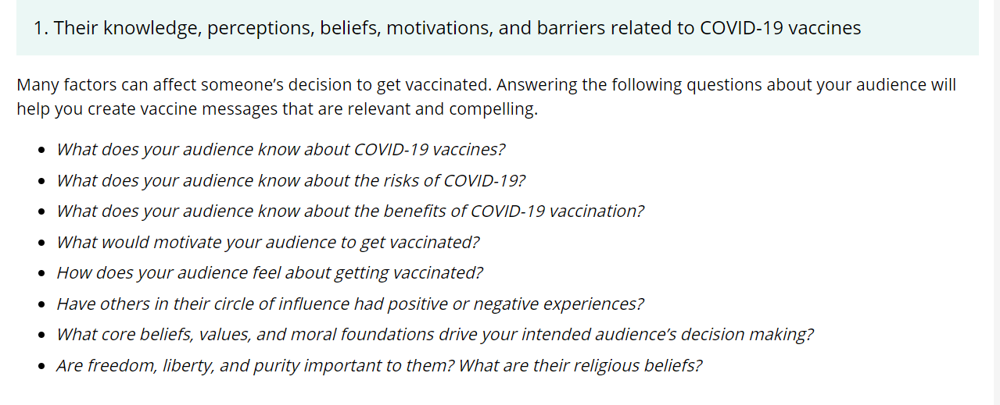 1. Their knowledge, perceptions, beliefs, motivations, and barriers related to COVID-19 vaccines
Many factors can affect someone's decision to get vaccinated. Answering the following questions about your audience will
help you create vaccine messages that are relevant and compelling.
• What does your audience know about COVID-19 vaccines?
• What does your audience know about the risks of COVID-19?
• What does your audience know about the benefits of COVID-19 vaccination?
• What would motivate your audience to get vaccinated?
• How does your audience feel about getting vaccinated?
• Have others in their circle of influence had positive or negative experiences?
• What core beliefs, values, and moral foundations drive your intended audience's decision making?
• Are freedom, liberty, and purity important to them? What are their religious beliefs?